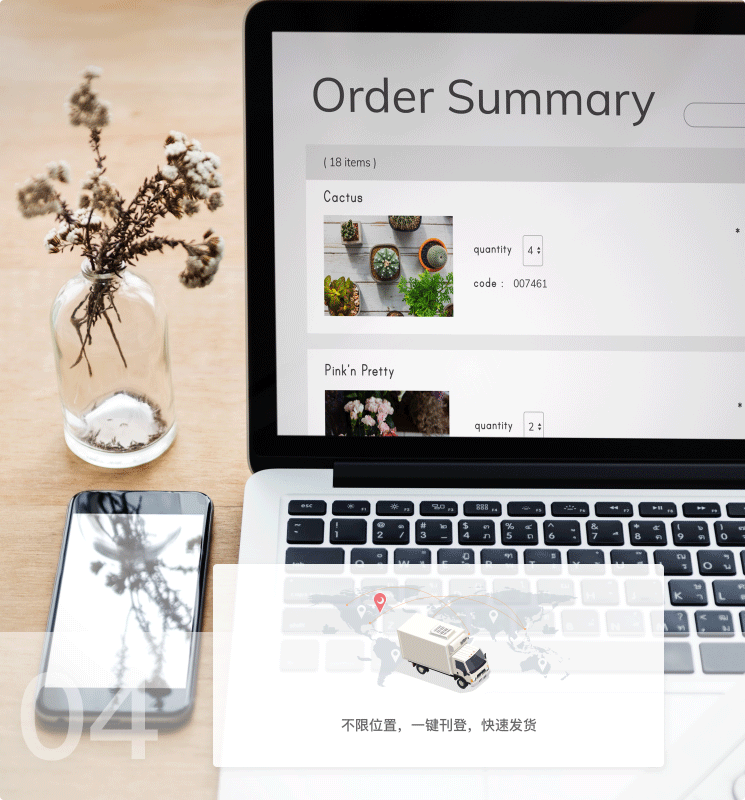 Order Summary
( 18 items )
Cactus
*
quantity 4
code : 007461
Pink'n Pretty
*
quantity 2
esc
不限位置，一键刊登，快速发货
04